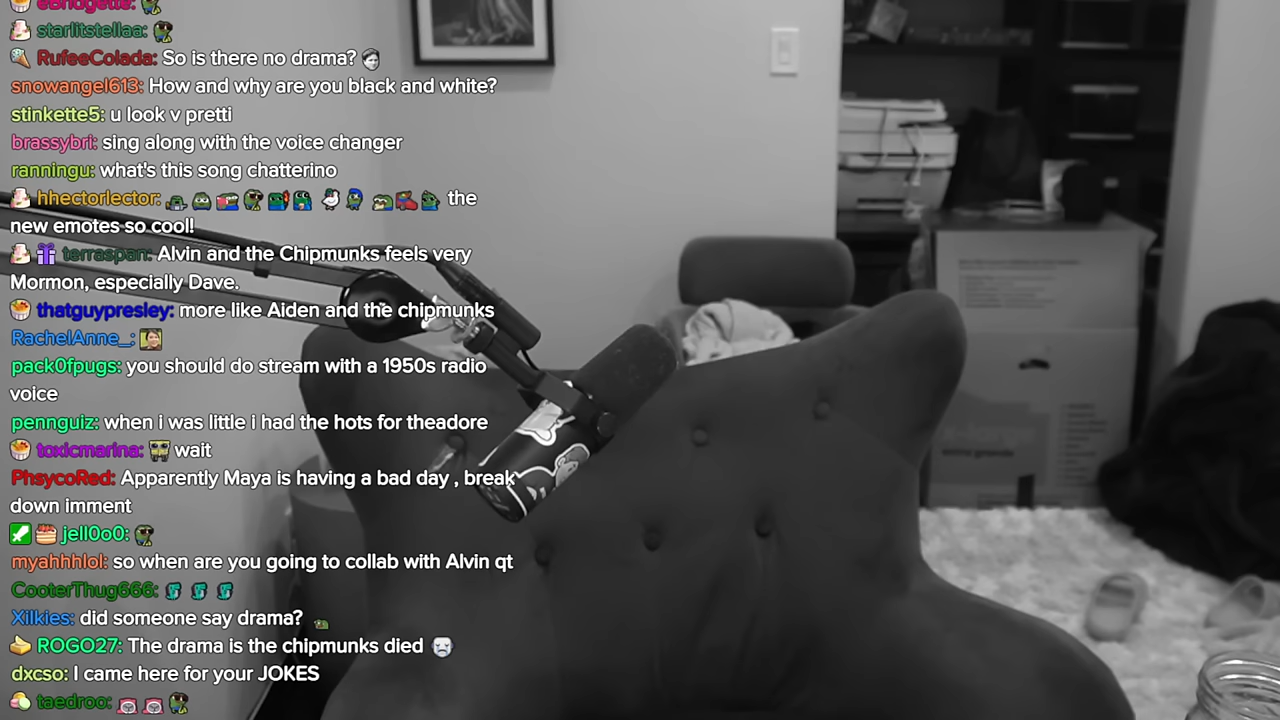 eBridgette:
starlitstellaa:
RufeeColada: So is there no drama?
snowangel613: How and why are you black and white?
stinkette5: u look v pretti
brassybri: sing along with the voice changer
ranningu: what's this song chatterino
hhectorlector: the
new emotes so cool!
terraspan: Alvin and the Chipmunks feels very
Mormon, especially Dave.
thatguypresley: more like Aiden and the chipmunks
RachelAnne_:
pack0fpugs: you should do stream with a 1950s radio
voice
pennguiz: when i was little i had the hots for theadore
toxicmarina: wait
PhsycoRed: Apparently Maya is having a bad day , break
down imment
jell0o0:
myahhhlol: so when are you going to collab with Alvin qt
CooterThug666:
Xilkies: did someone say drama?
ROGO27: The drama is the chipmunks died
dxcso: I came here for your JOKES
taedroo: